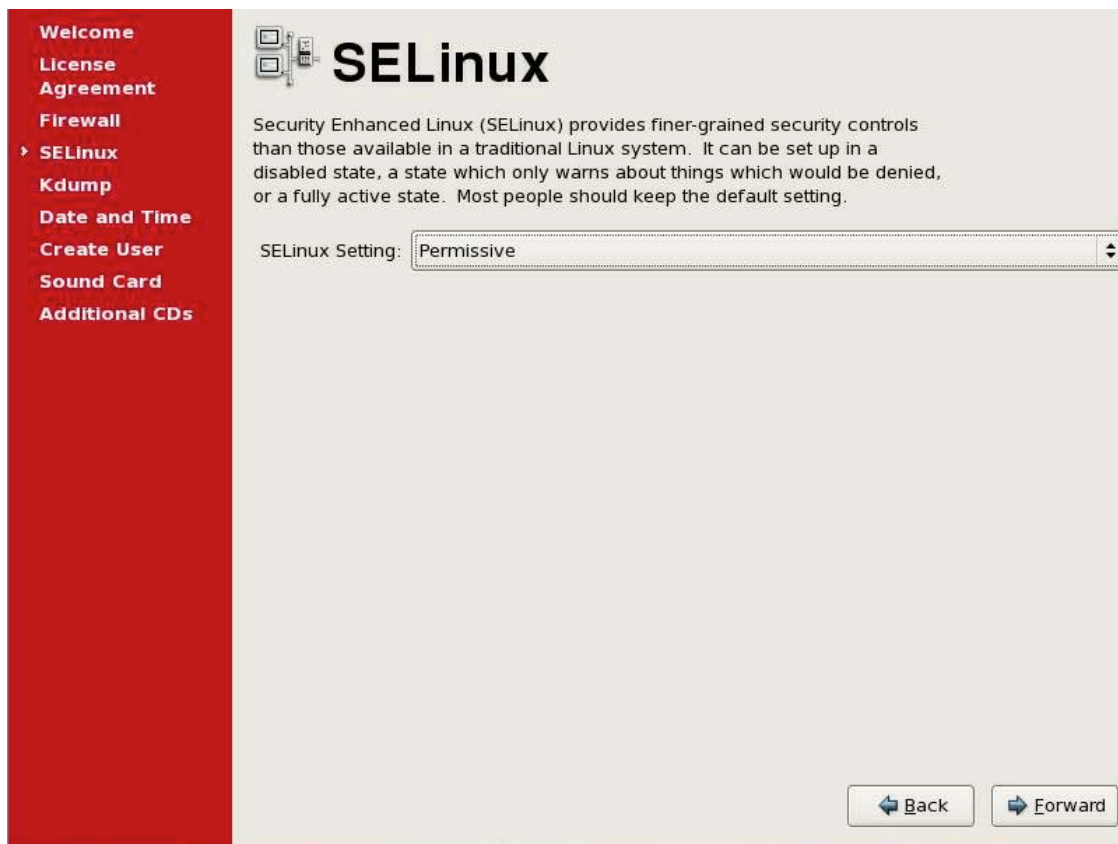 Welcome
License
Agreement
Firewall
SELinux
Kdump
Date and Time
Create User
Sound Card
Additional CDs
SELinux
Security Enhanced Linux (SELinux) provides finer-grained security controls
than those available in a traditional Linux system. It can be set up in a
disabled state, a state which only warns about things which would be denied,
or a fully active state. Most people should keep the default setting.
SELinux Setting: Permissive
Back Forward